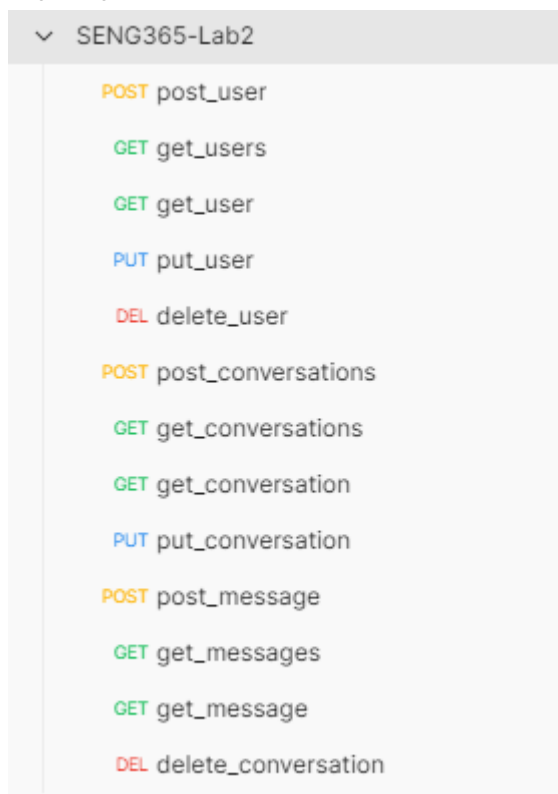 SENG365-Lab2
POST post_user
GET get_users
GET get_user
PUT put_user
DEL delete_user
POST post_conversations
GET get_conversations
GET get_conversation
PUT put_conversation
POST post_message
GET get_messages
GET get_message
DEL delete_conversation